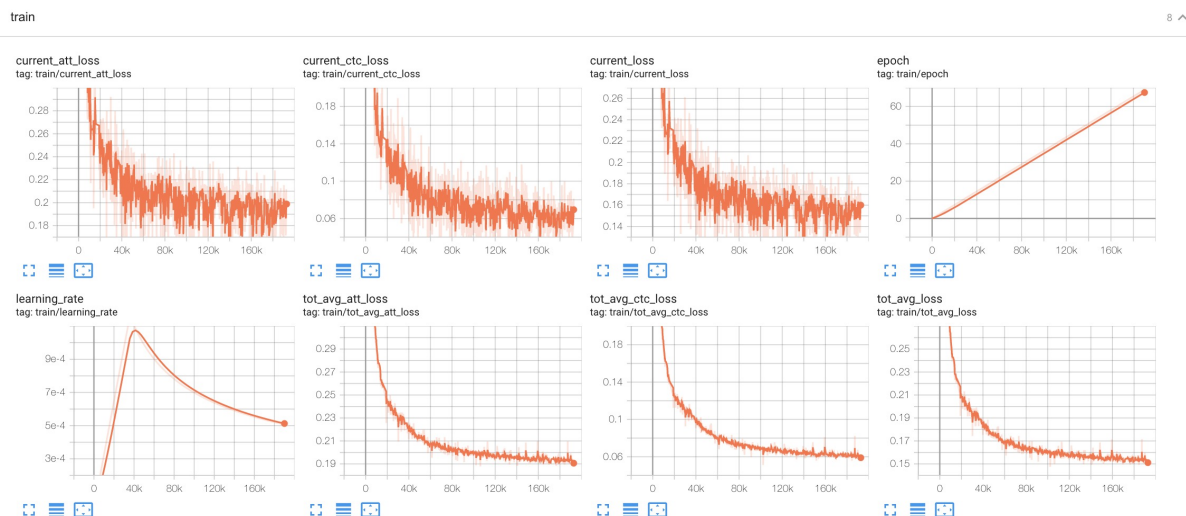 train
8
current_att_loss
tag: train/current_att_loss
0.28
0.26
0.24
0.22
0.2
0.18
0 40k 80k 120k 160k
current_ctc_loss
tag: train/current_ctc_loss
0.18
0.14
0.1
0.06
0 40k 80k 120k 160k
current_loss
tag: train/current_loss
0.26
0.24
0.22
0.2
0.18
0.16
0.14
0 40k 80k 120k 160k
epoch
tag: train/epoch
60
40
20
0
0 40k 80k 120k 160k
learning_rate
tag: train/learning_rate
9e-4
7e-4
5e-4
3e-4
0 40k 80k 120k 160k
tot_avg_att_loss
tag: train/tot_avg_att_loss
0.29
0.27
0.25
0.23
0.21
0.19
0 40k 80k 120k 160k
tot_avg_ctc_loss
tag: train/tot_avg_ctc_loss
0.18
0.14
0.1
0.06
0 40k 80k 120k 160k
tot_avg_loss
tag: train/tot_avg_loss
0.25
0.23
0.21
0.19
0.17
0.15
0 40k 80k 120k 160k